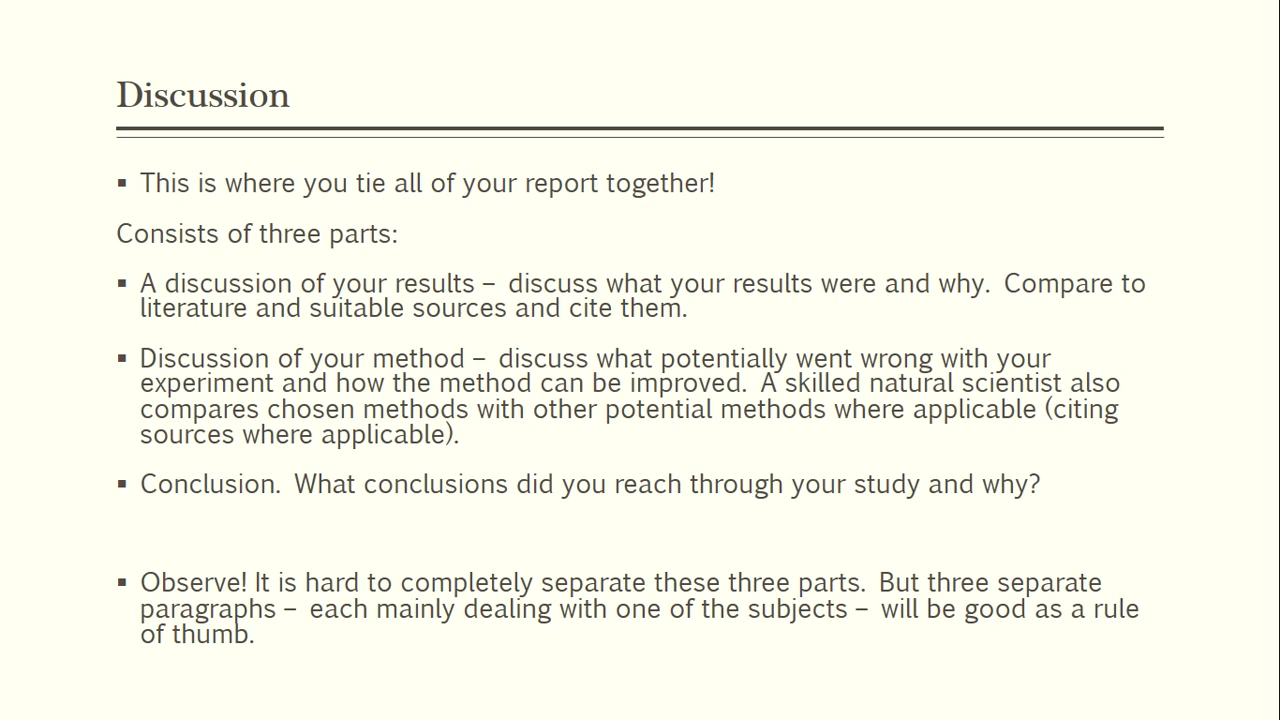 Discussion
▪ This is where you tie all of your report together!
Consists of three parts:
▪ A discussion of your results – discuss what your results were and why. Compare to
literature and suitable sources and cite them.
▪ Discussion of your method – discuss what potentially went wrong with your
experiment and how the method can be improved. A skilled natural scientist also
compares chosen methods with other potential methods where applicable (citing
sources where applicable).
▪ Conclusion. What conclusions did you reach through your study and why?
▪ Observe! It is hard to completely separate these three parts. But three separate
paragraphs – each mainly dealing with one of the subjects – will be good as a rule
of thumb.